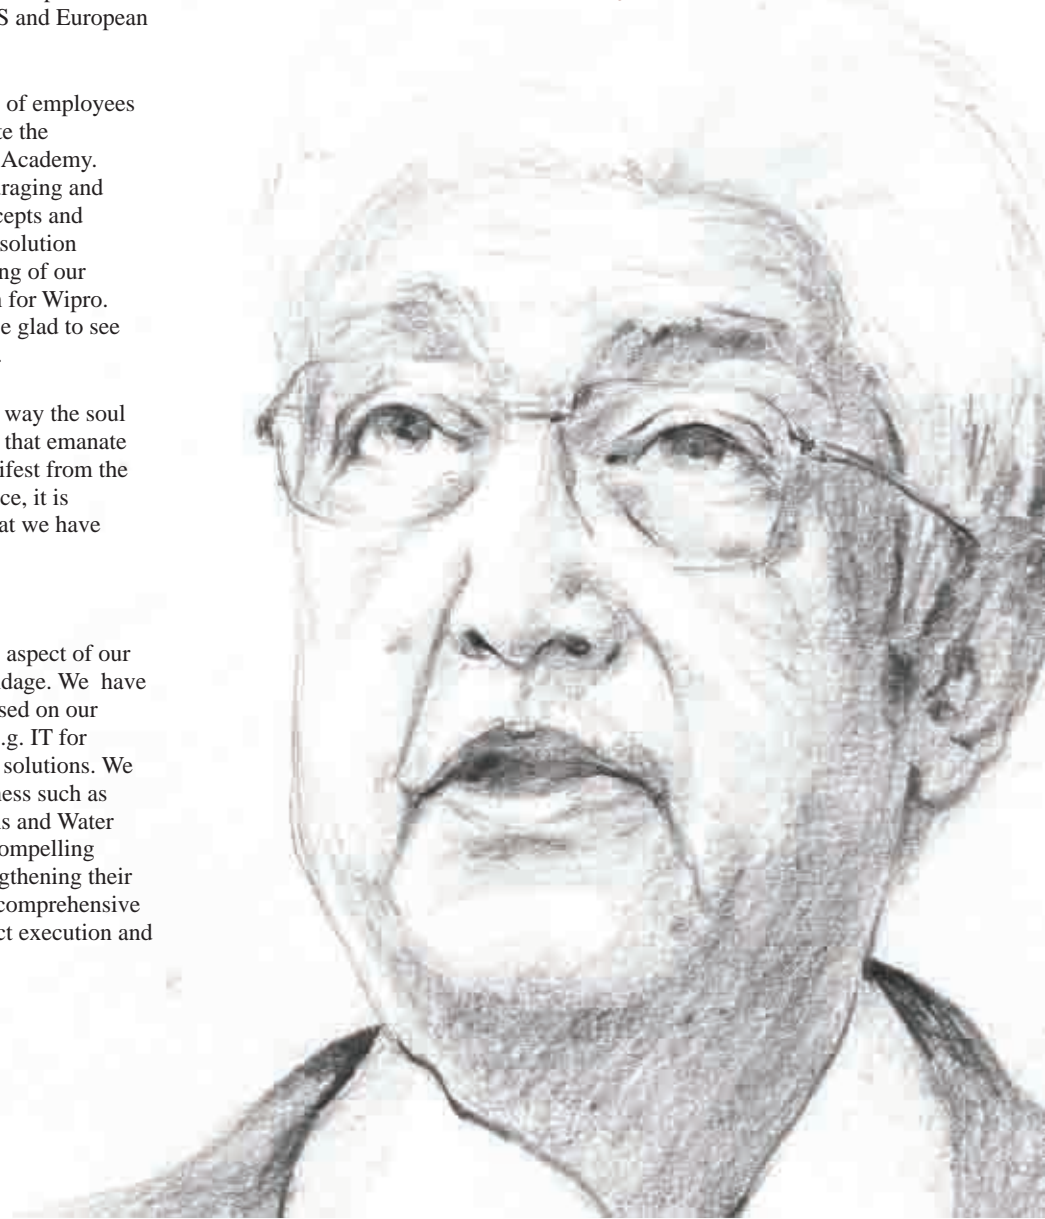 S and European
of employees
te the
Academy.
raging and
cepts and
solution
ng of our
n for Wipro.
e glad to see
.
way the soul
that emanate
ifest from the
ce, it is
at we have
aspect of our
dage. We have
sed on our
.g. IT for
solutions. We
ness such as
s and Water
ompelling
gthening their
comprehensive
ct execution and